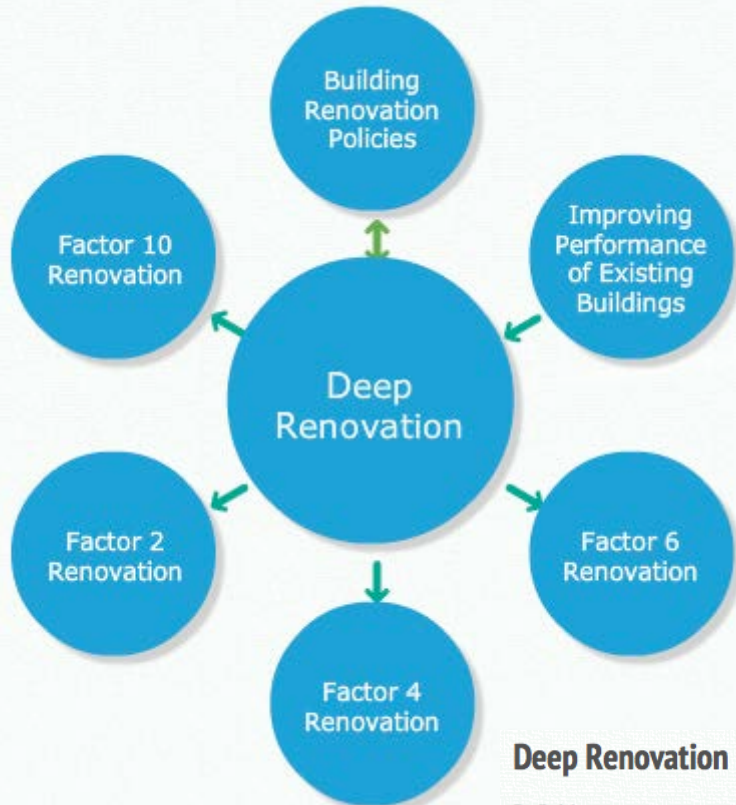 Building
Renovation
Policies
Improving
Performance
of Existing
Buildings
Factor 10
Renovation
Deep
Renovation
Factor 2
Renovation
Factor 6
Renovation
Factor 4
Renovation
Deep Renovation